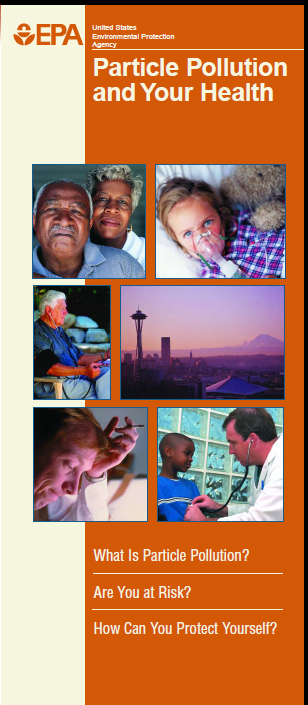 EPA
United States
Environmental Protection
Agency
Particle Pollution
and Your Health
What Is Particle Pollution?
Are You at Risk?
How Can You Protect Yourself?